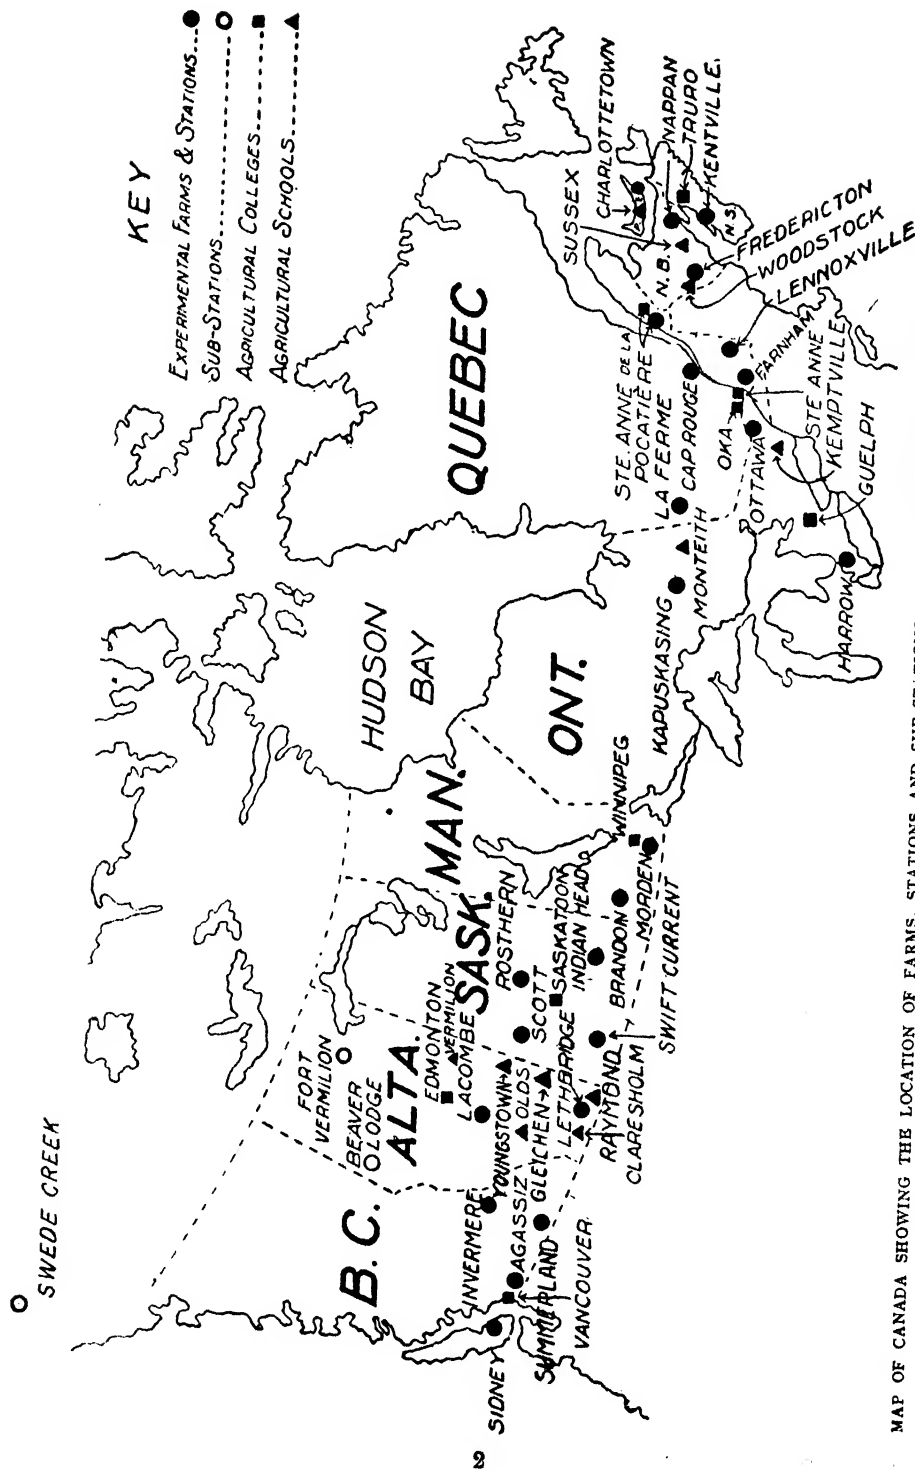 KEY
EXPERIMENTAL FARMS & STATIONS...
SUB-STATIONS...............
AGRICULTURAL COLLEGES........
AGRICULTURAL SCHOOLS........
SWEDE CREEK
HUDSON
BAY
QUEBEC
B.C.
ALTA.
SASK.
MAN.
ONT.
N.B.
N.S.
FORT
VERMILION
BEAVER
LODGE
EDMONTON
VERMILION
LACOMBE
YOUNGSTOWN
OLDS
GLEICHEN
LETHBRIDGE
RAYMOND
CLARESHOLM
INVERMERE
AGASSIZ
SUMMERLAND
VANCOUVER
SIDNEY
ROSTHERN
SCOTT
SASKATOON
INDIAN HEAD
BRANDON
MORDEN
SWIFT CURRENT
WINNIPEG
KAPUSKASING
MONTEITH
HARROW
GUELPH
OTTAWA
KEMPTVILLE
STE ANNE
OKA
FARNHAM
CAP ROUGE
LA FERME
STE. ANNE DE LA
POCATIÈRE
LENNOXVILLE
WOODSTOCK
FREDERICTON
SUSSEX
CHARLOTTETOWN
NAPPAN
TRURO
KENTVILLE.
MAP OF CANADA SHOWING THE LOCATION OF FARMS, STATIONS AND SUB-STATIONS
2